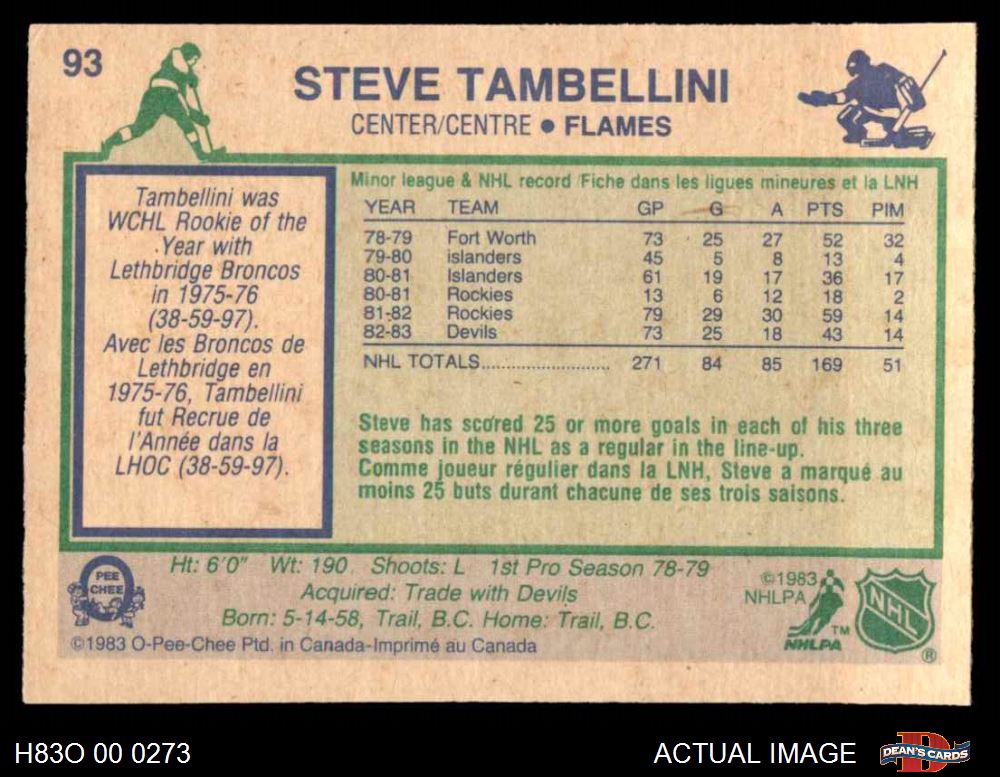 93
STEVE TAMBELLINI
CENTER/CENTRE • FLAMES
Tambellini was
WCHL Rookie of the
Year with
Lethbridge Broncos
in 1975-76
(38-59-97).
Avec les Broncos de
Lethbridge en
1975-76, Tambellini
fut Recrue de
l'Année dans la
LHOC (38-59-97).
Minor league & NHL record/Fiche dans les ligues mineures et la LNH
YEAR TEAM GP G A PTS PIM
78-79 Fort Worth 73 25 27 52 32
79-80 islanders 45 5 8 13 4
80-81 Islanders 61 19 17 36 17
80-81 Rockies 13 6 12 18 2
81-82 Rockies 79 29 30 59 14
82-83 Devils 73 25 18 43 14
NHL TOTALS........................ 271 84 85 169 51
Steve has scored 25 or more goals in each of his three
seasons in the NHL as a regular in the line-up.
Comme joueur régulier dans la LNH, Steve a marqué au
moins 25 buts durant chacune de ses trois saisons.
PEE
CHEE
Ht: 6'0" Wt: 190 Shoots: L 1st Pro Season 78-79
Acquired: Trade with Devils
Born: 5-14-58, Trail, B.C. Home: Trail, B.C.
©1983 O-Pee-Chee Ptd. in Canada-Imprimé au Canada
©1983
NHLPA
TM
NHLPA
NHL
®
H83O 00 0273
ACTUAL IMAGE
D
DEAN'S CARDS